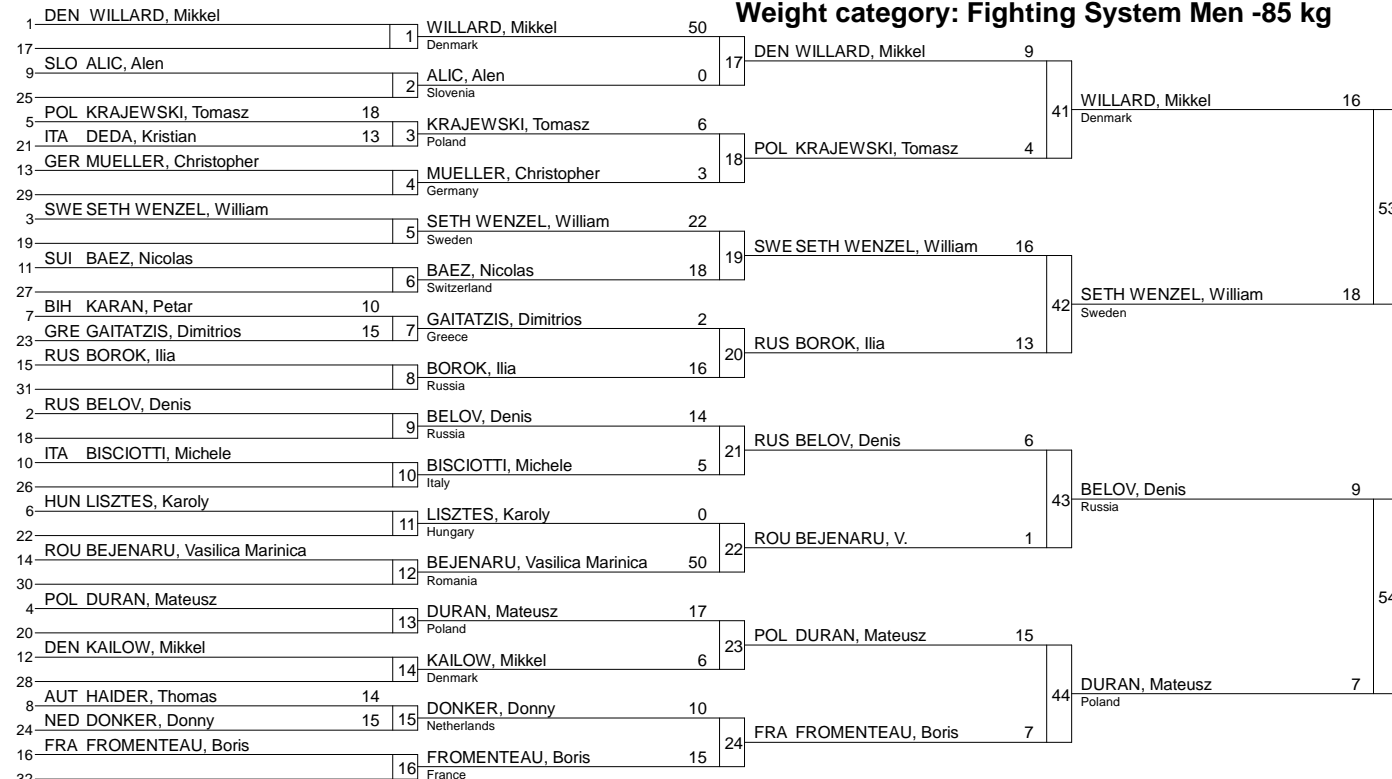 Weight category: Fighting System Men -85 kg
1 DEN WILLARD, Mikkel
17
9 SLO ALIC, Alen
25
5 POL KRAJEWSKI, Tomasz 18
21 ITA DEDA, Kristian 13
13 GER MUELLER, Christopher
29
3 SWE SETH WENZEL, William
19
11 SUI BAEZ, Nicolas
27
7 BIH KARAN, Petar 10
23 GRE GAITATZIS, Dimitrios 15
15 RUS BOROK, Ilia
31
2 RUS BELOV, Denis
18
10 ITA BISCIOTTI, Michele
26
6 HUN LISZTES, Karoly
22
14 ROU BEJENARU, Vasilica Marinica
30
4 POL DURAN, Mateusz
20
12 DEN KAILOW, Mikkel
28
8 AUT HAIDER, Thomas 14
24 NED DONKER, Donny 15
16 FRA FROMENTEAU, Boris
32
1 WILLARD, Mikkel 50
Denmark
2 ALIC, Alen 0
Slovenia
3 KRAJEWSKI, Tomasz 6
Poland
4 MUELLER, Christopher 3
Germany
5 SETH WENZEL, William 22
Sweden
6 BAEZ, Nicolas 18
Switzerland
7 GAITATZIS, Dimitrios 2
Greece
8 BOROK, Ilia 16
Russia
9 BELOV, Denis 14
Russia
10 BISCIOTTI, Michele 5
Italy
11 LISZTES, Karoly 0
Hungary
12 BEJENARU, Vasilica Marinica 50
Romania
13 DURAN, Mateusz 17
Poland
14 KAILOW, Mikkel 6
Denmark
15 DONKER, Donny 10
Netherlands
16 FROMENTEAU, Boris 15
France
17 DEN WILLARD, Mikkel 9
18 POL KRAJEWSKI, Tomasz 4
19 SWE SETH WENZEL, William 16
20 RUS BOROK, Ilia 13
21 RUS BELOV, Denis 6
22 ROU BEJENARU, V. 1
23 POL DURAN, Mateusz 15
24 FRA FROMENTEAU, Boris 7
41 WILLARD, Mikkel 16
Denmark
42 SETH WENZEL, William 18
Sweden
43 BELOV, Denis 9
Russia
44 DURAN, Mateusz 7
Poland
53
54